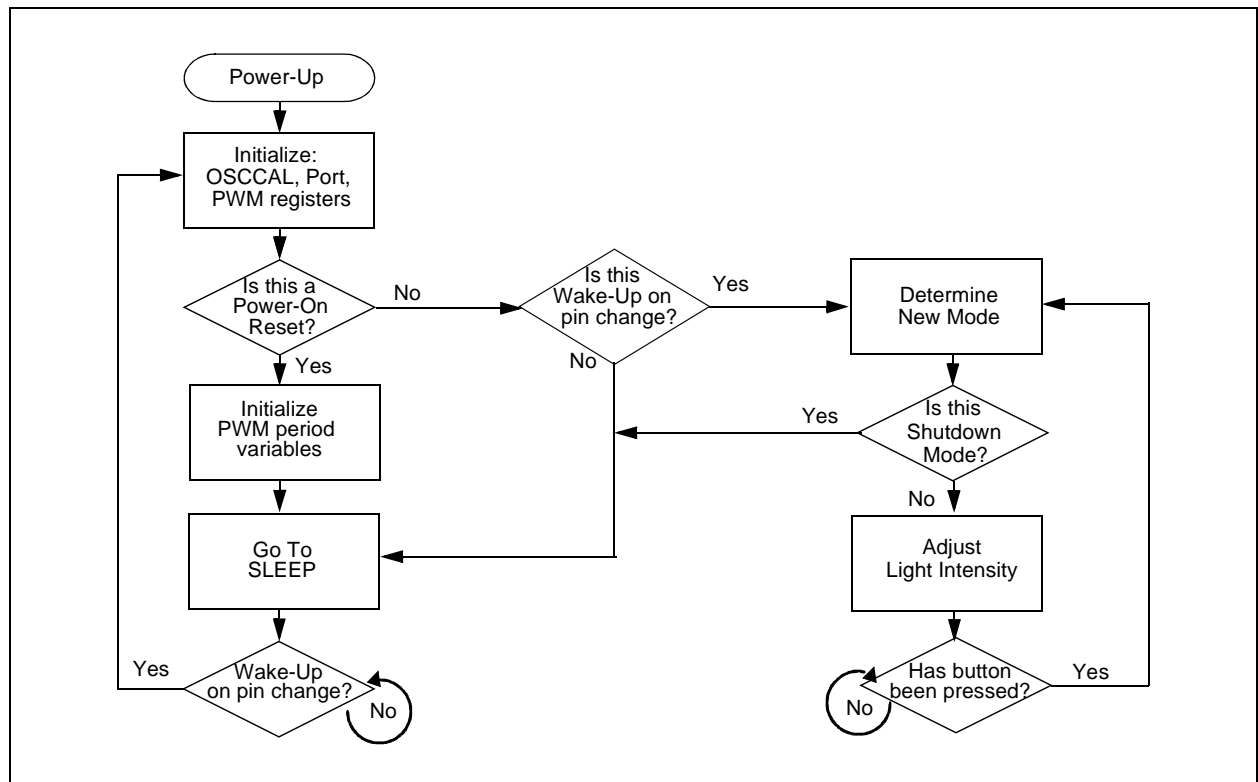 Power-Up
Initialize:
OSCCAL, Port,
PWM registers
Is this a
Power-On
Reset?
No
Yes
Is this
Wake-Up on
pin change?
Yes
No
Determine
New Mode
Initialize
PWM period
variables
Is this
Shutdown
Mode?
Yes
No
Go To
SLEEP
Adjust
Light Intensity
Wake-Up
on pin change?
Yes
No
Has button
been pressed?
Yes
No